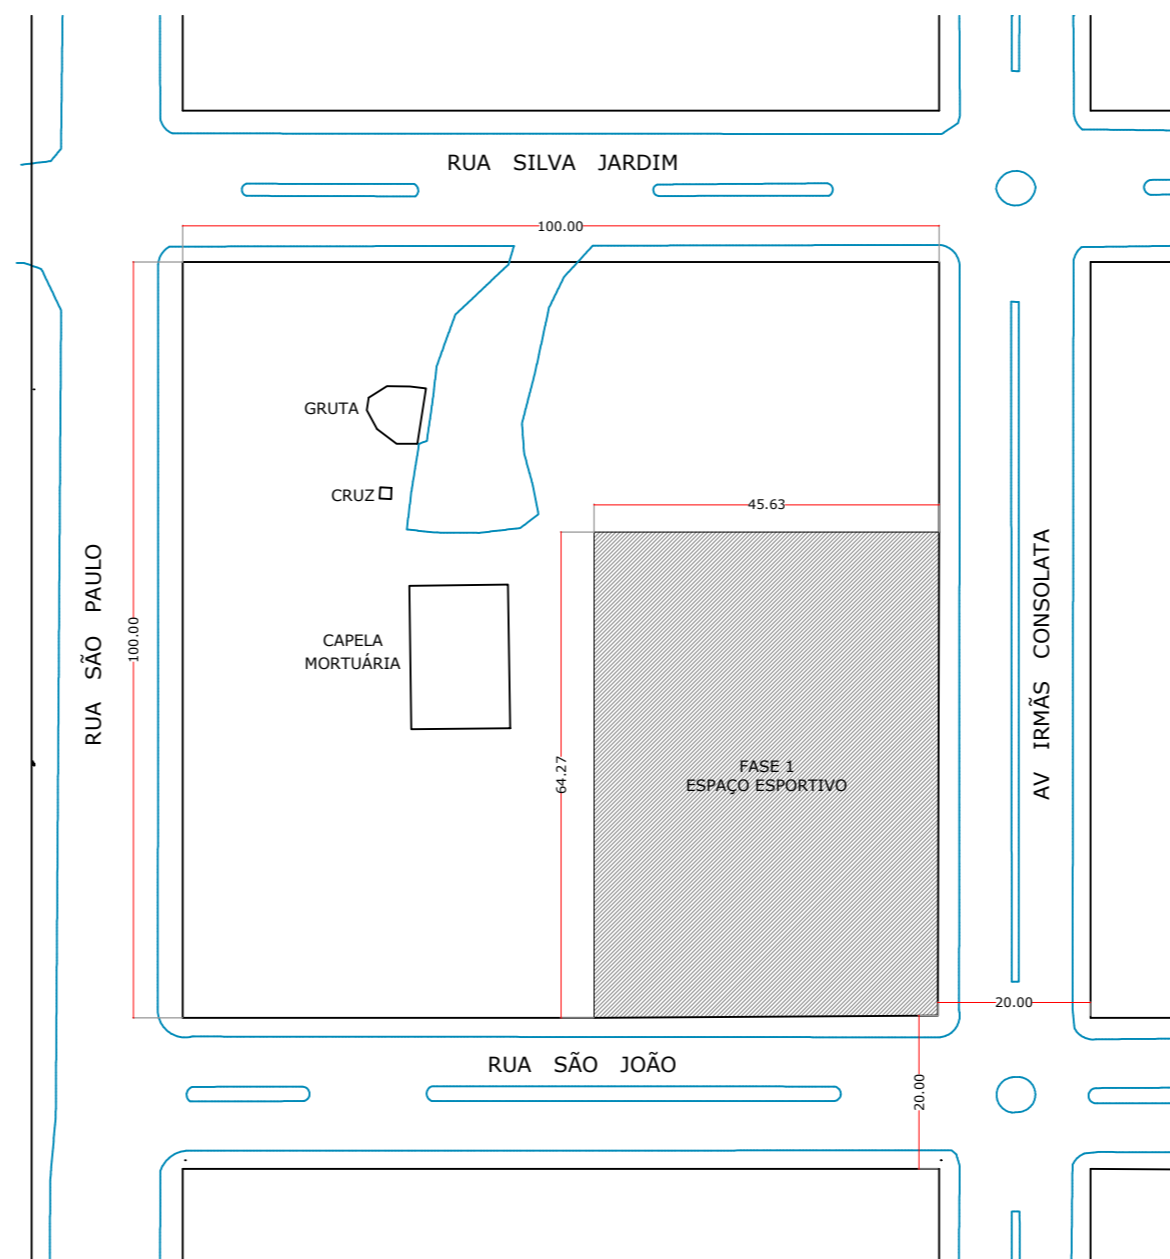 RUA SILVA JARDIM
100.00
GRUTA
CRUZ
45.63
RUA SÃO PAULO
100.00
AV IRMÃS CONSOLATA
CAPELA
MORTUÁRIA
64.27
FASE 1
ESPAÇO ESPORTIVO
20.00
RUA SÃO JOÃO
20.00